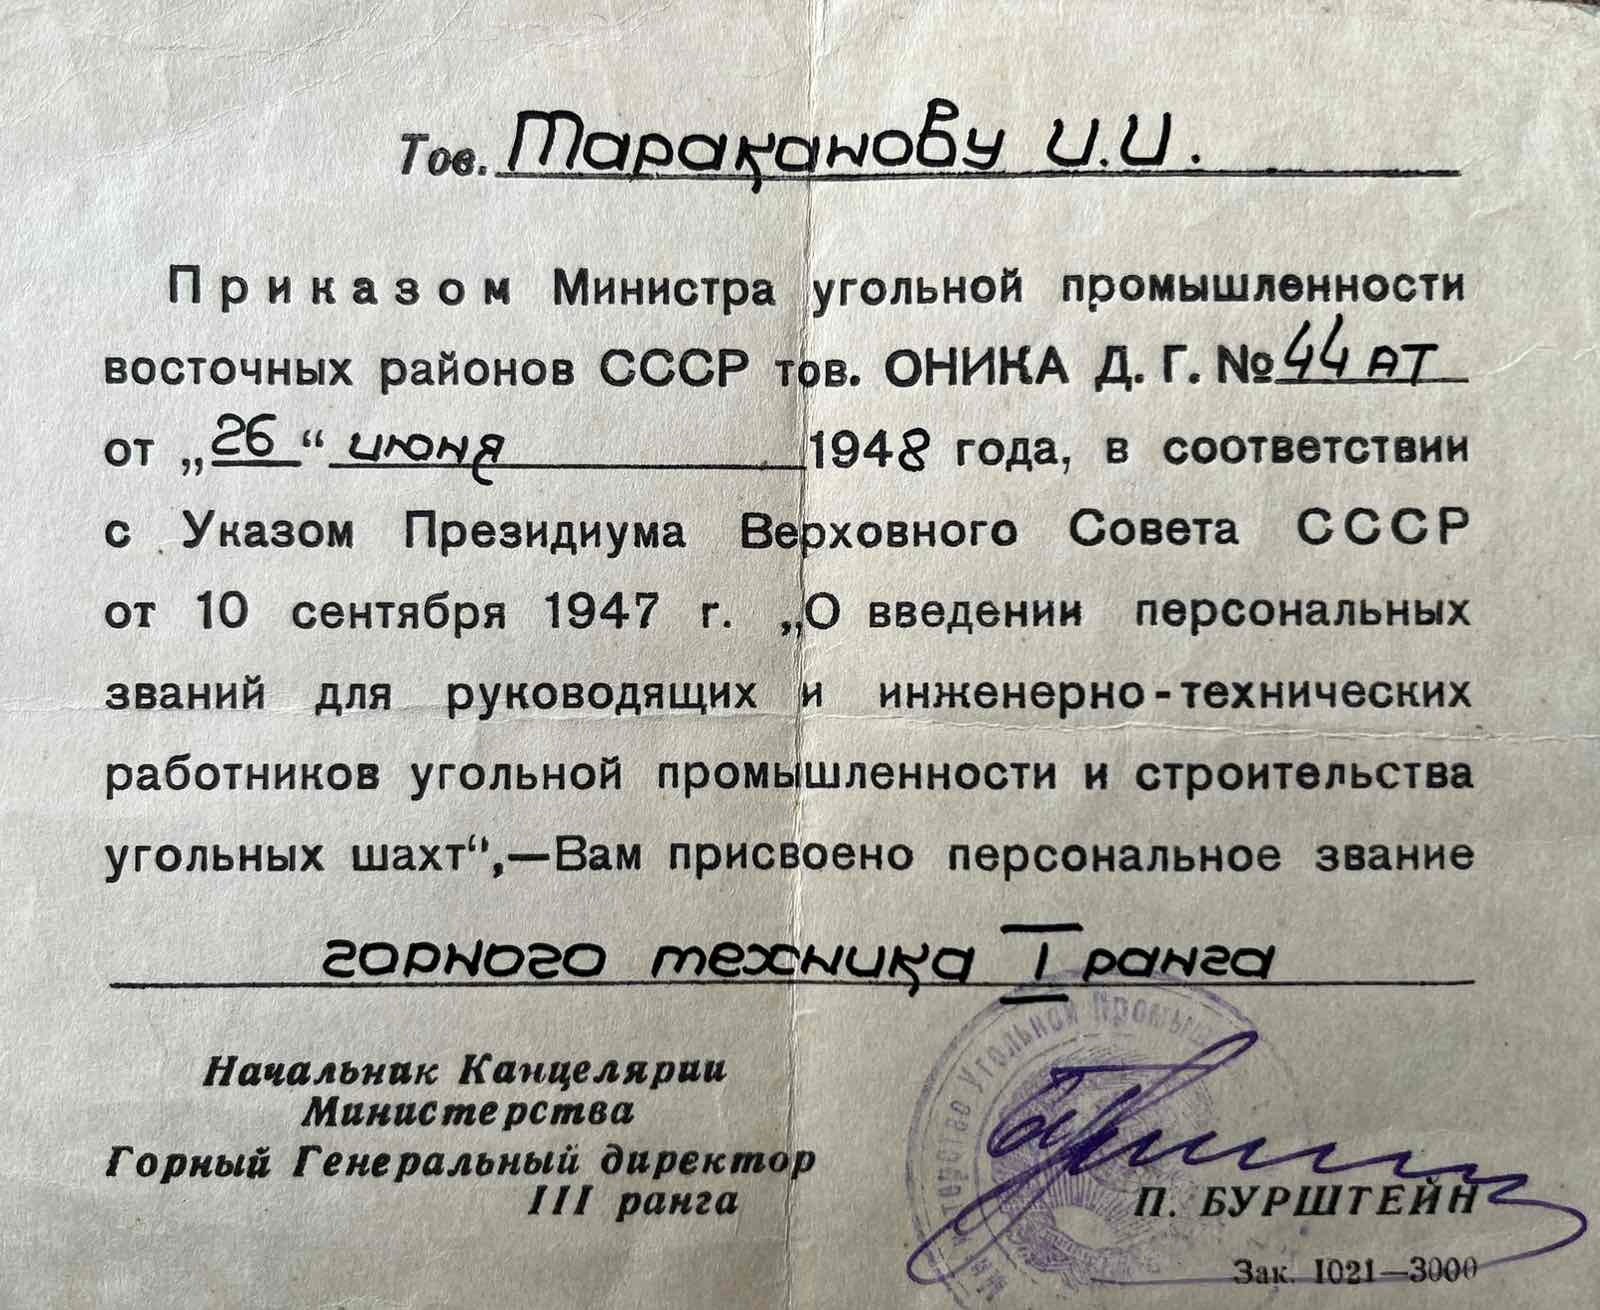 Тов. Тараканову И.И.
Приказом Министра угольной промышленности
восточных районов СССР тов. ОНИКА Д. Г. № 44 АТ
от „26“ июня 1948 года, в соответствии
с Указом Президиума Верховного Совета СССР
от 10 сентября 1947 г. „О введении персональных
званий для руководящих и инженерно-технических
работников угольной промышленности и строительства
угольных шахт“,—Вам присвоено персональное звание
горного техника I ранга
Начальник Канцелярии
Министерства
Горный Генеральный директор
III ранга
Угольной Промыш
П. БУРШТЕЙН
Зак. 1021—3000